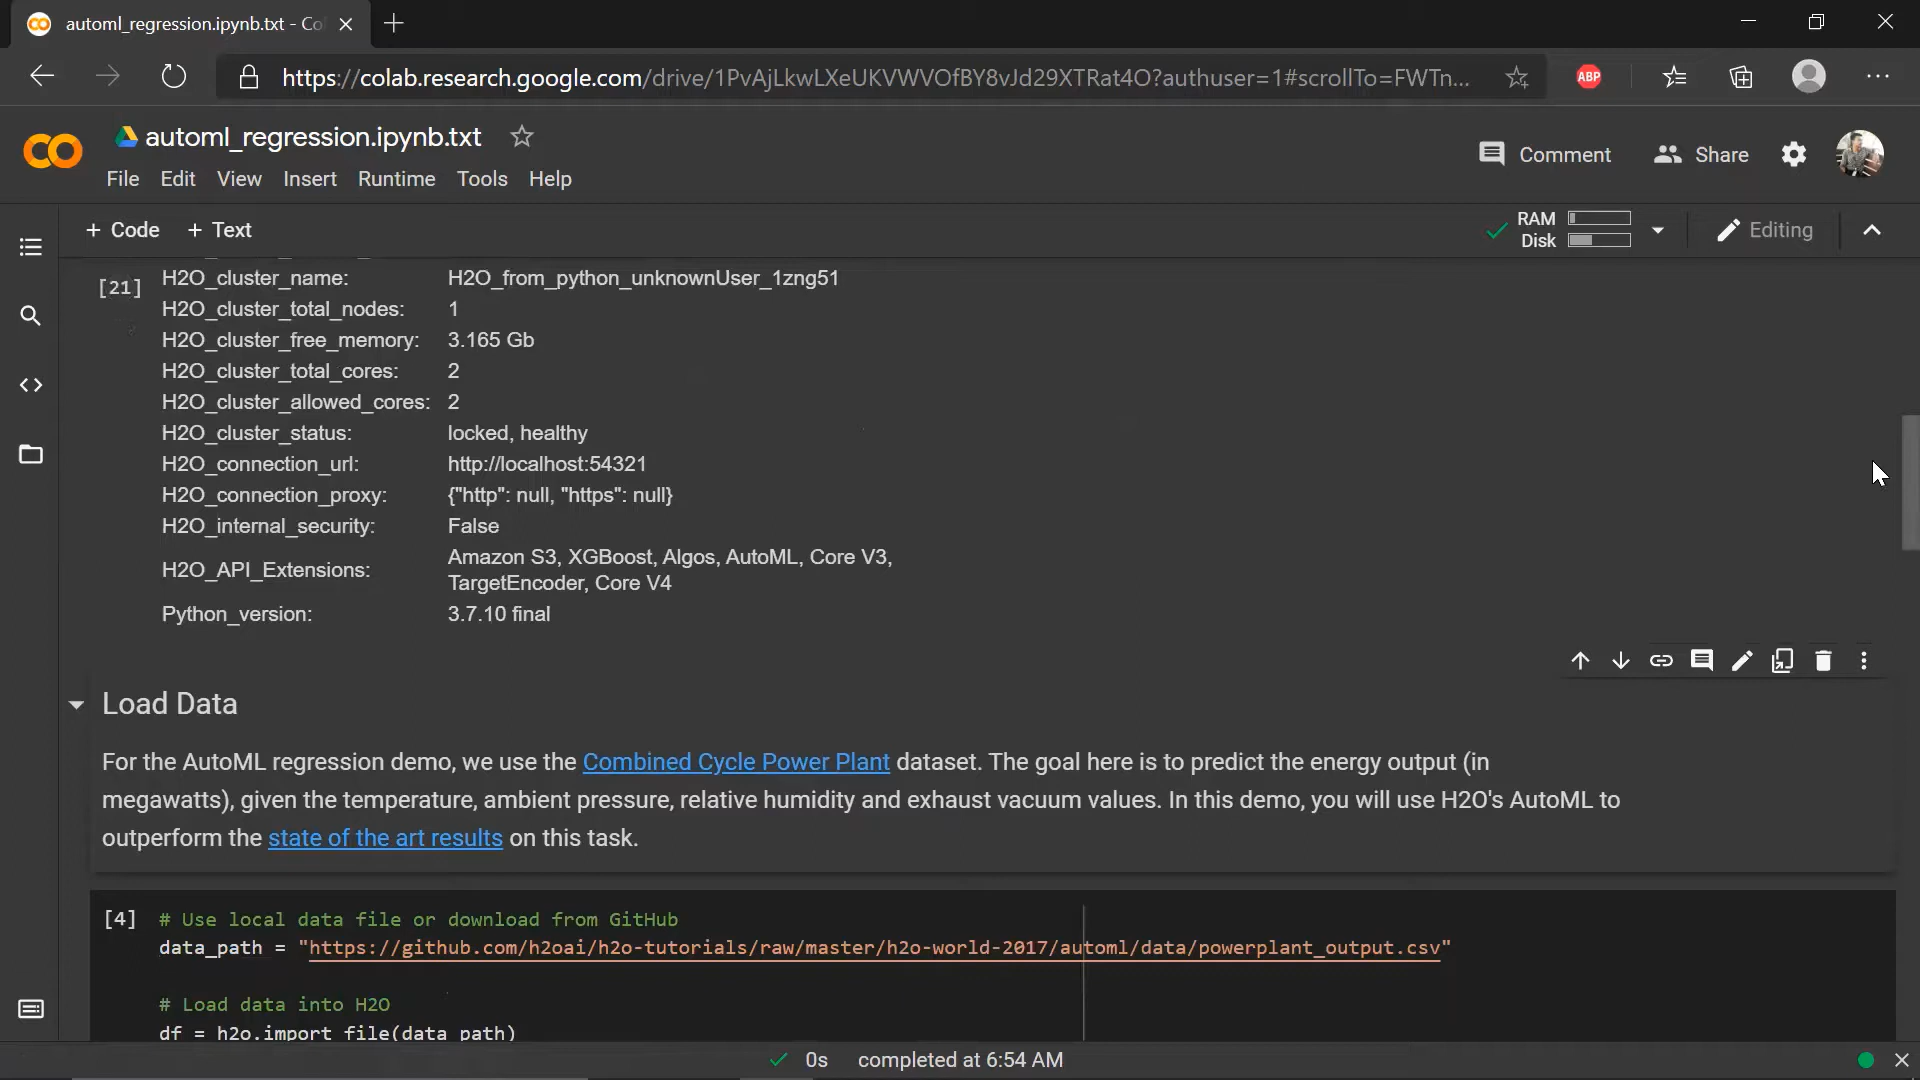 automl_regression.ipynb.txt - Co
https://colab.research.google.com/drive/1PvAjLkwLXeUKVWVOfBY8vJd29XTRat4O?authuser=1#scrollTo=FWTn...
ABP
CO
automl_regression.ipynb.txt
File Edit View Insert Runtime Tools Help
Comment
Share
+ Code + Text
RAM
Disk
Editing
[21]
H2O_cluster_name: H2O_from_python_unknownUser_1zng51
H2O_cluster_total_nodes: 1
H2O_cluster_free_memory: 3.165 Gb
H2O_cluster_total_cores: 2
H2O_cluster_allowed_cores: 2
H2O_cluster_status: locked, healthy
H2O_connection_url: http://localhost:54321
H2O_connection_proxy: {"http": null, "https": null}
H2O_internal_security: False
H2O_API_Extensions: Amazon S3, XGBoost, Algos, AutoML, Core V3,
TargetEncoder, Core V4
Python_version: 3.7.10 final
Load Data
For the AutoML regression demo, we use the Combined Cycle Power Plant dataset. The goal here is to predict the energy output (in
megawatts), given the temperature, ambient pressure, relative humidity and exhaust vacuum values. In this demo, you will use H2O's AutoML to
outperform the state of the art results on this task.
[4] # Use local data file or download from GitHub
data_path = "https://github.com/h2oai/h2o-tutorials/raw/master/h2o-world-2017/automl/data/powerplant_output.csv"
# Load data into H2O
df = h2o.import_file(data_path)
0s completed at 6:54 AM